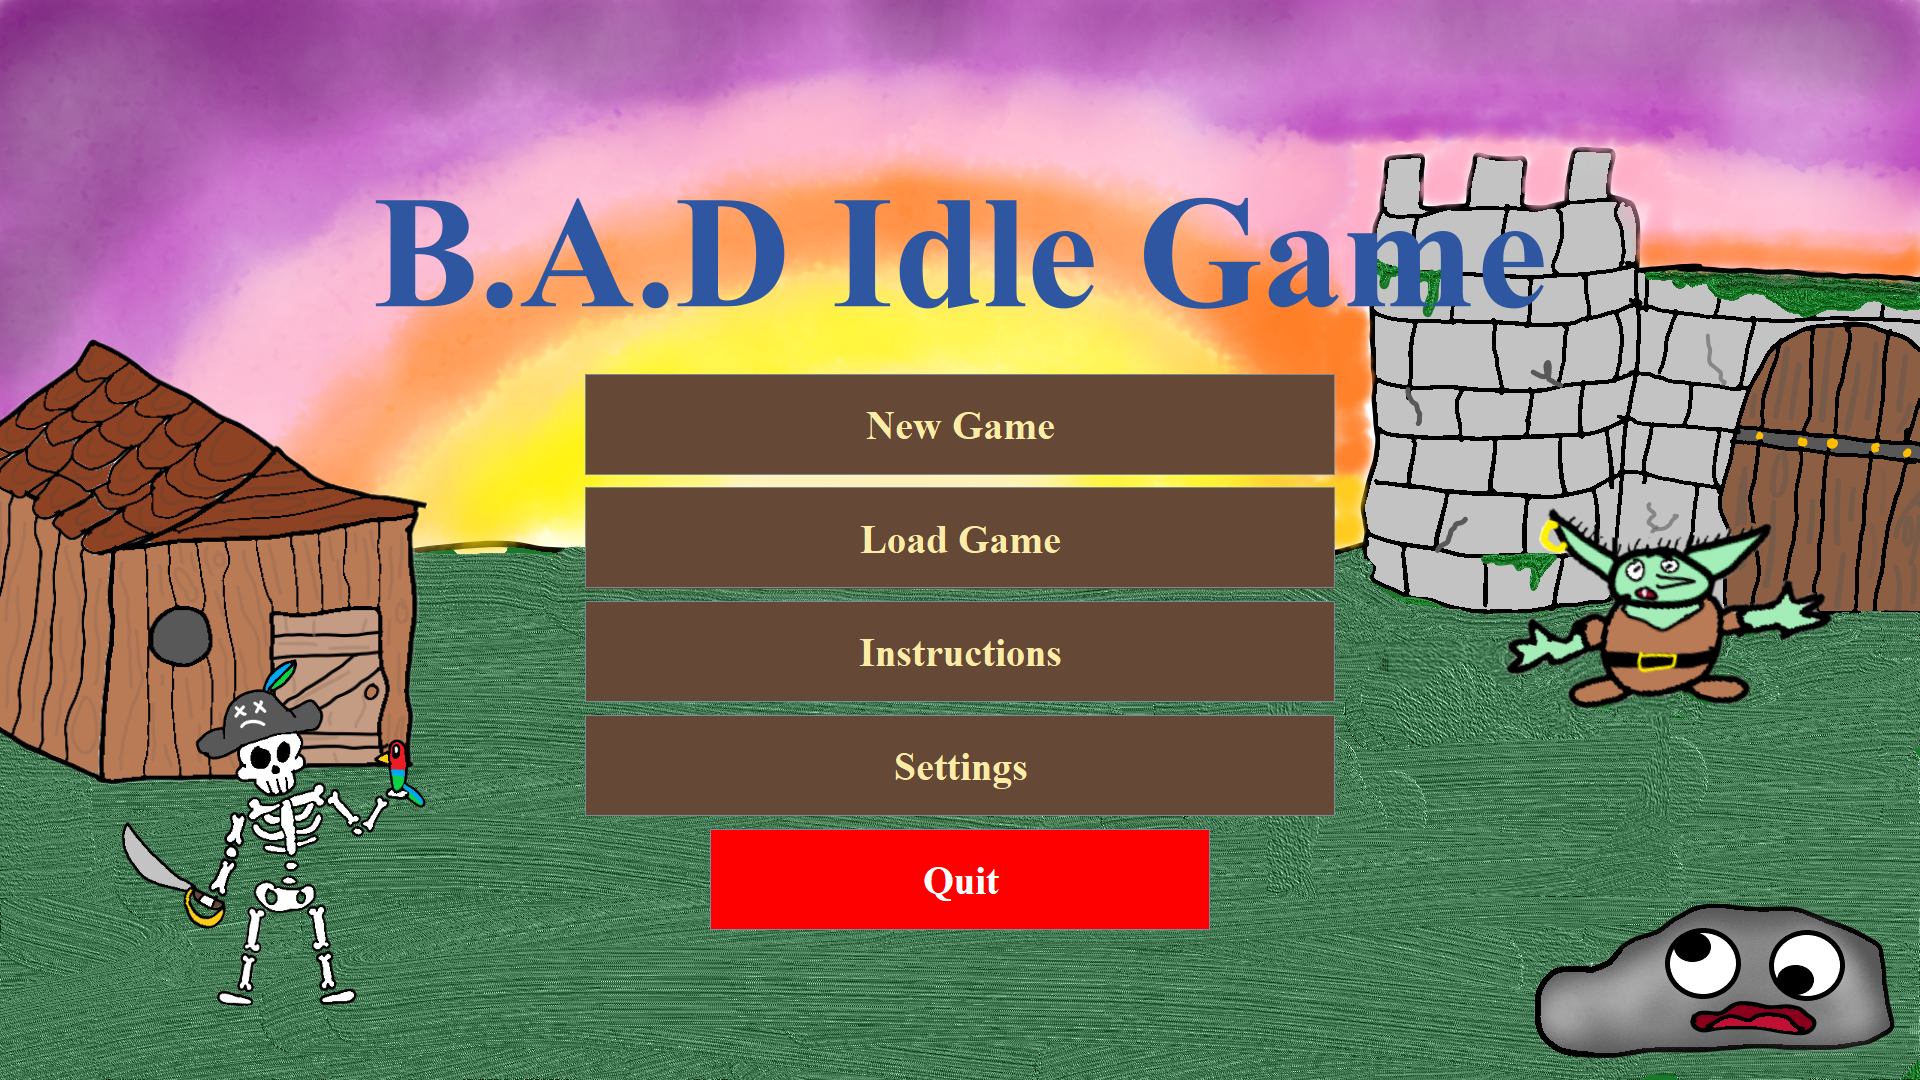 B.A.D Idle Game
New Game
Load Game
Instructions
Settings
Quit